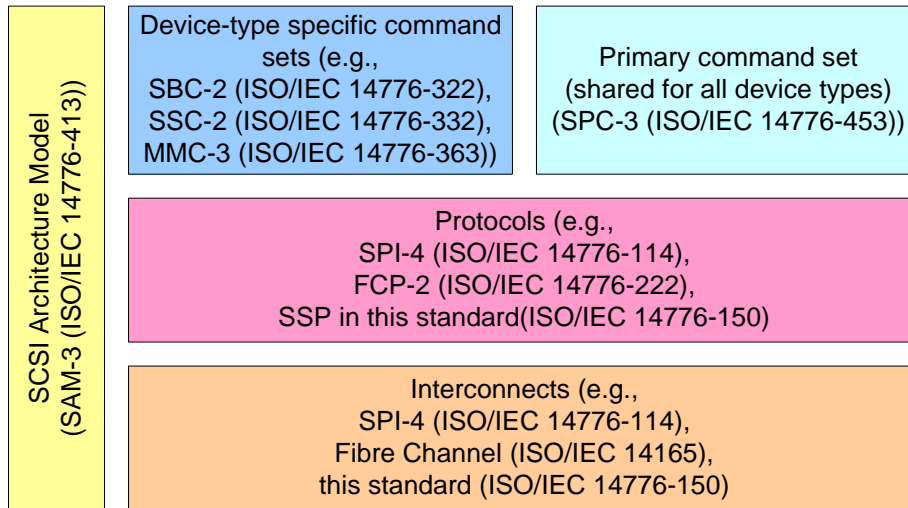 SCSI Architecture Model
(SAM-3 (ISO/IEC 14776-413))
Device-type specific command
sets (e.g.,
SBC-2 (ISO/IEC 14776-322),
SSC-2 (ISO/IEC 14776-332),
MMC-3 (ISO/IEC 14776-363))
Primary command set
(shared for all device types)
(SPC-3 (ISO/IEC 14776-453))
Protocols (e.g.,
SPI-4 (ISO/IEC 14776-114),
FCP-2 (ISO/IEC 14776-222),
SSP in this standard(ISO/IEC 14776-150)
Interconnects (e.g.,
SPI-4 (ISO/IEC 14776-114),
Fibre Channel (ISO/IEC 14165),
this standard (ISO/IEC 14776-150)